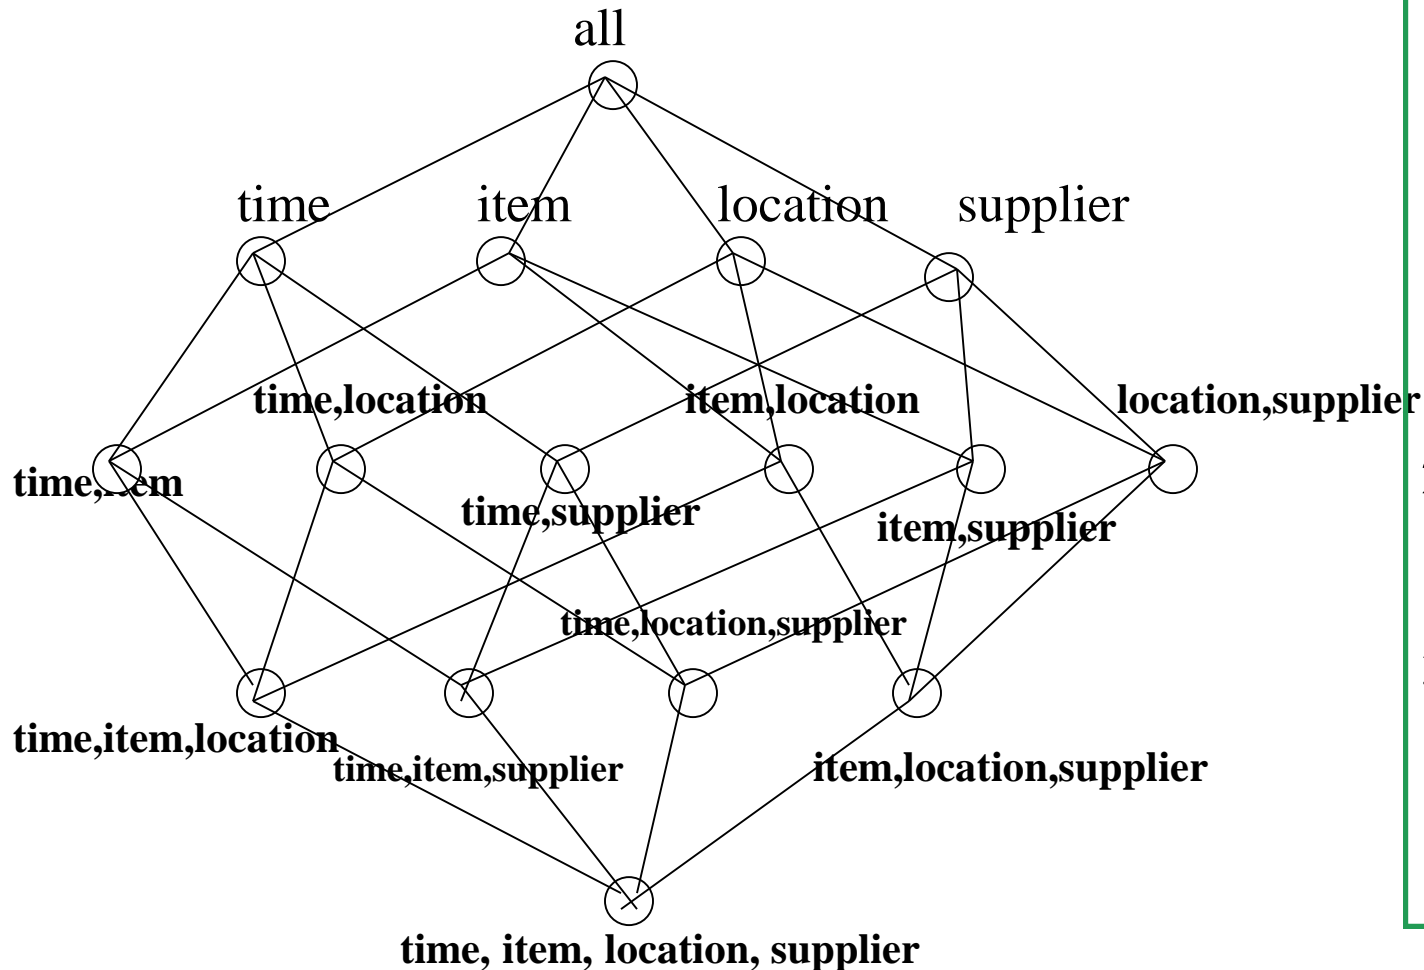 all
time
item
location
supplier
time,location
item,location
location,supplier
time,item
time,supplier
item,supplier
time,location,supplier
time,item,location
time,item,supplier
item,location,supplier
time, item, location, supplier